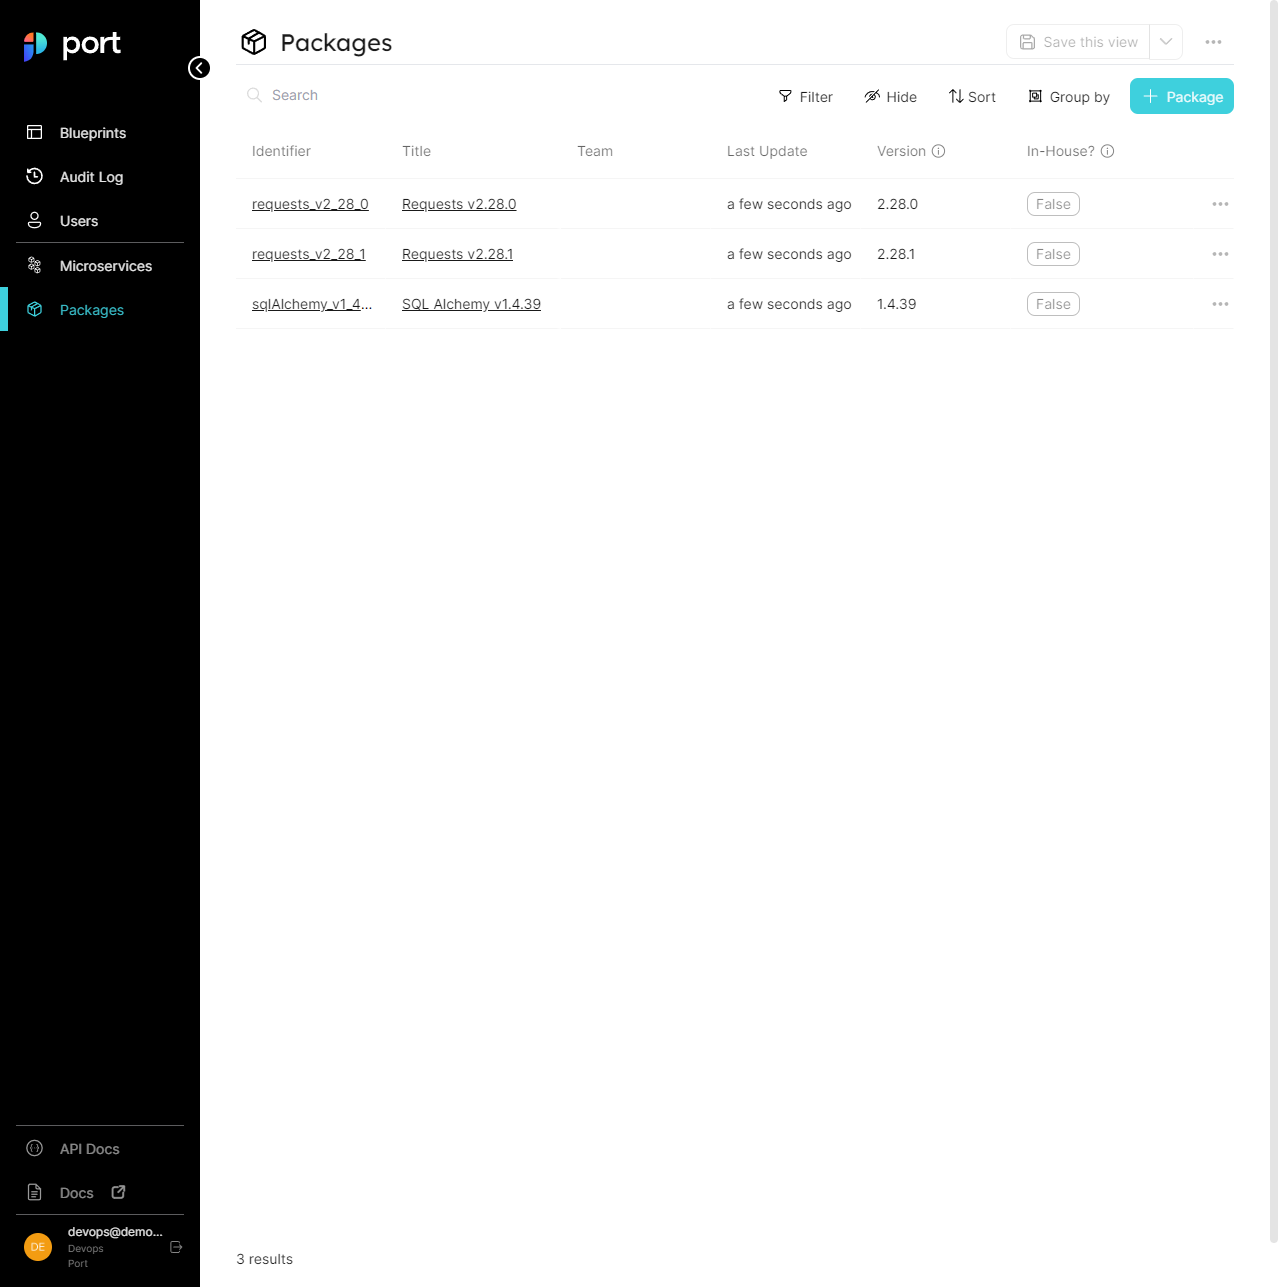 port
Blueprints
Audit Log
Users
Microservices
Packages
API Docs
Docs
DE
devops@demo...
Devops
Port
Packages
Save this view
Search
Filter
Hide
Sort
Group by
Package
Identifier Title Team Last Update Version In-House?
requests_v2_28_0 Requests v2.28.0 a few seconds ago 2.28.0 False
requests_v2_28_1 Requests v2.28.1 a few seconds ago 2.28.1 False
sqlAlchemy_v1_4... SQL Alchemy v1.4.39 a few seconds ago 1.4.39 False
3 results